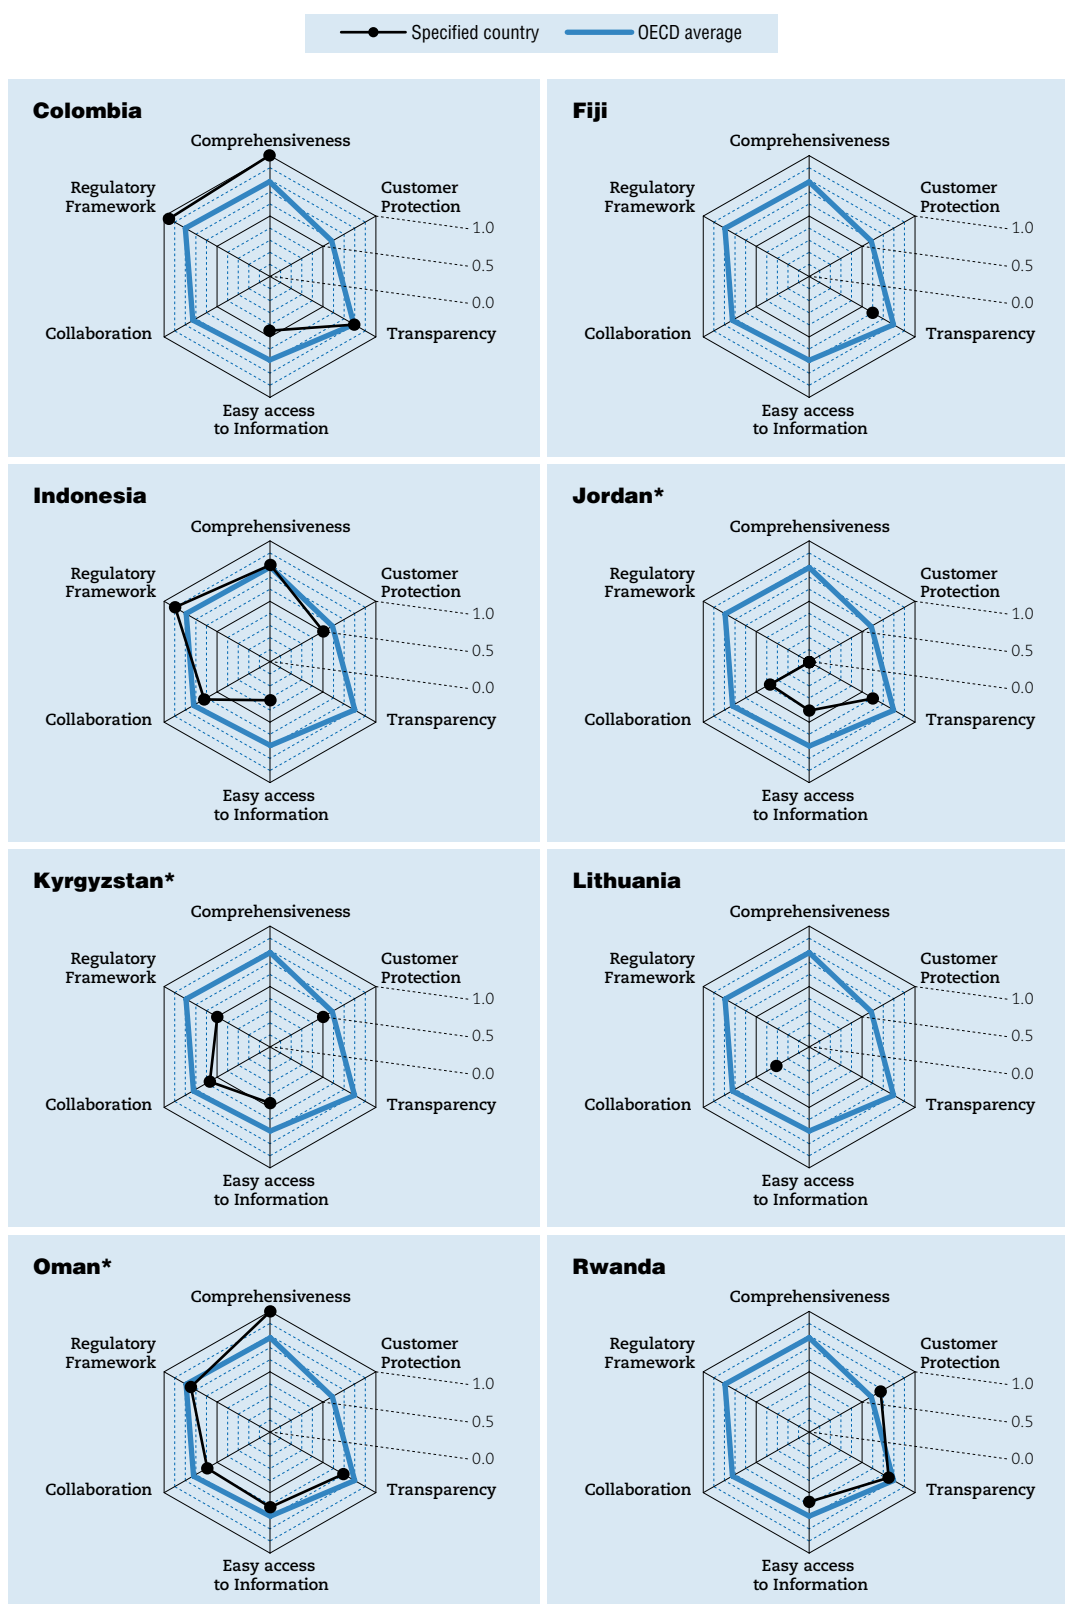 Specified country
OECD average
Colombia
Comprehensiveness
Regulatory
Framework
Customer
Protection
1.0
0.5
0.0
Collaboration
Transparency
Easy access
to Information
Fiji
Comprehensiveness
Regulatory
Framework
Customer
Protection
1.0
0.5
0.0
Collaboration
Transparency
Easy access
to Information
Indonesia
Comprehensiveness
Regulatory
Framework
Customer
Protection
1.0
0.5
0.0
Collaboration
Transparency
Easy access
to Information
Jordan*
Comprehensiveness
Regulatory
Framework
Customer
Protection
1.0
0.5
0.0
Collaboration
Transparency
Easy access
to Information
Kyrgyzstan*
Comprehensiveness
Regulatory
Framework
Customer
Protection
1.0
0.5
0.0
Collaboration
Transparency
Easy access
to Information
Lithuania
Comprehensiveness
Regulatory
Framework
Customer
Protection
1.0
0.5
0.0
Collaboration
Transparency
Easy access
to Information
Oman*
Comprehensiveness
Regulatory
Framework
Customer
Protection
1.0
0.5
0.0
Collaboration
Transparency
Easy access
to Information
Rwanda
Comprehensiveness
Regulatory
Framework
Customer
Protection
1.0
0.5
0.0
Collaboration
Transparency
Easy access
to Information